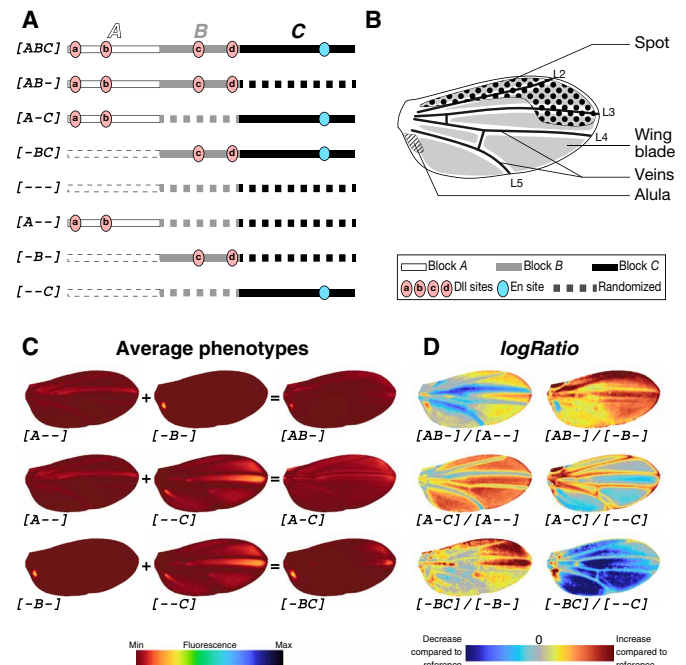 A
A B C
[ABC] a b c d
[AB-] a b c d
[A-C] a b
[-BC] c d
[---]
[A--] a b
[-B-] c d
[--C]
B
Spot
L2
L3
L4
Wing blade
Veins
L5
Alula
Block A Block B Block C
a b c d Dll sites En site Randomized
C Average phenotypes
[A--] + [-B-] = [AB-]
[A--] + [--C] = [A-C]
[-B-] + [--C] = [-BC]
Min Fluorescence Max
D logRatio
[AB-]/[A--] [AB-]/[-B-]
[A-C]/[A--] [A-C]/[--C]
[-BC]/[-B-] [-BC]/[--C]
Decrease 0 Increase
compared to compared to
reference reference